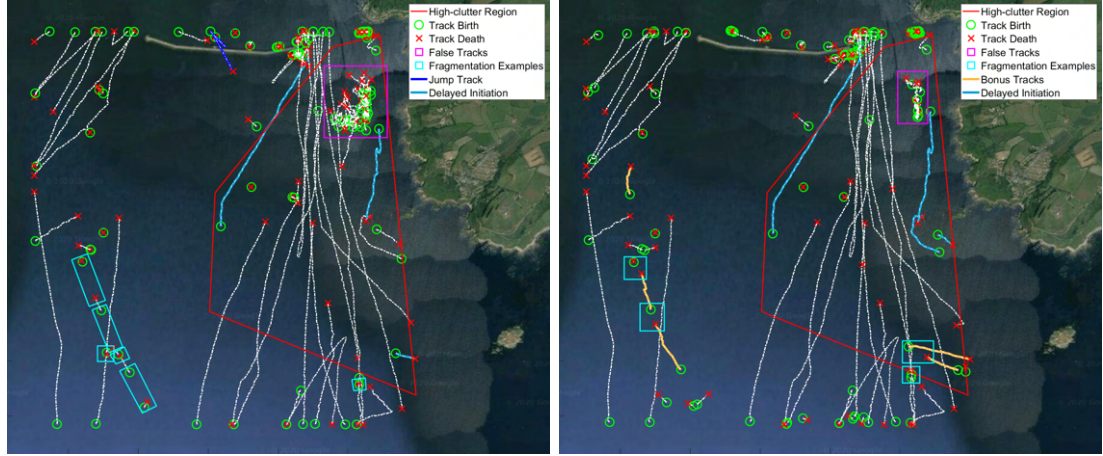 High-clutter Region
Track Birth
Track Death
False Tracks
Fragmentation Examples
Jump Track
Delayed Initiation
High-clutter Region
Track Birth
Track Death
False Tracks
Fragmentation Examples
Bonus Tracks
Delayed Initiation